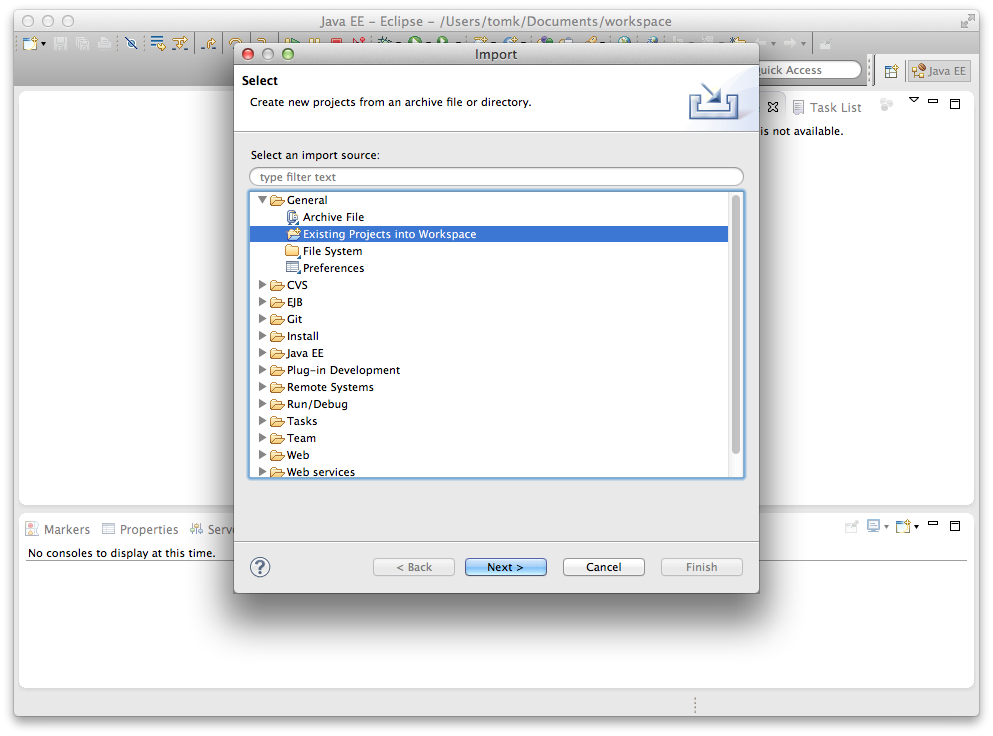 Java EE – Eclipse – /Users/tomk/Documents/workspace
Import
Select
Create new projects from an archive file or directory.
Quick Access
Java EE
Task List
is not available.
Select an import source:
type filter text
General
Archive File
Existing Projects into Workspace
File System
Preferences
CVS
EJB
Git
Install
Java EE
Plug-in Development
Remote Systems
Run/Debug
Tasks
Team
Web
Web services
Markers
Properties
No consoles to display at this time.
?
< Back
Next >
Cancel
Finish